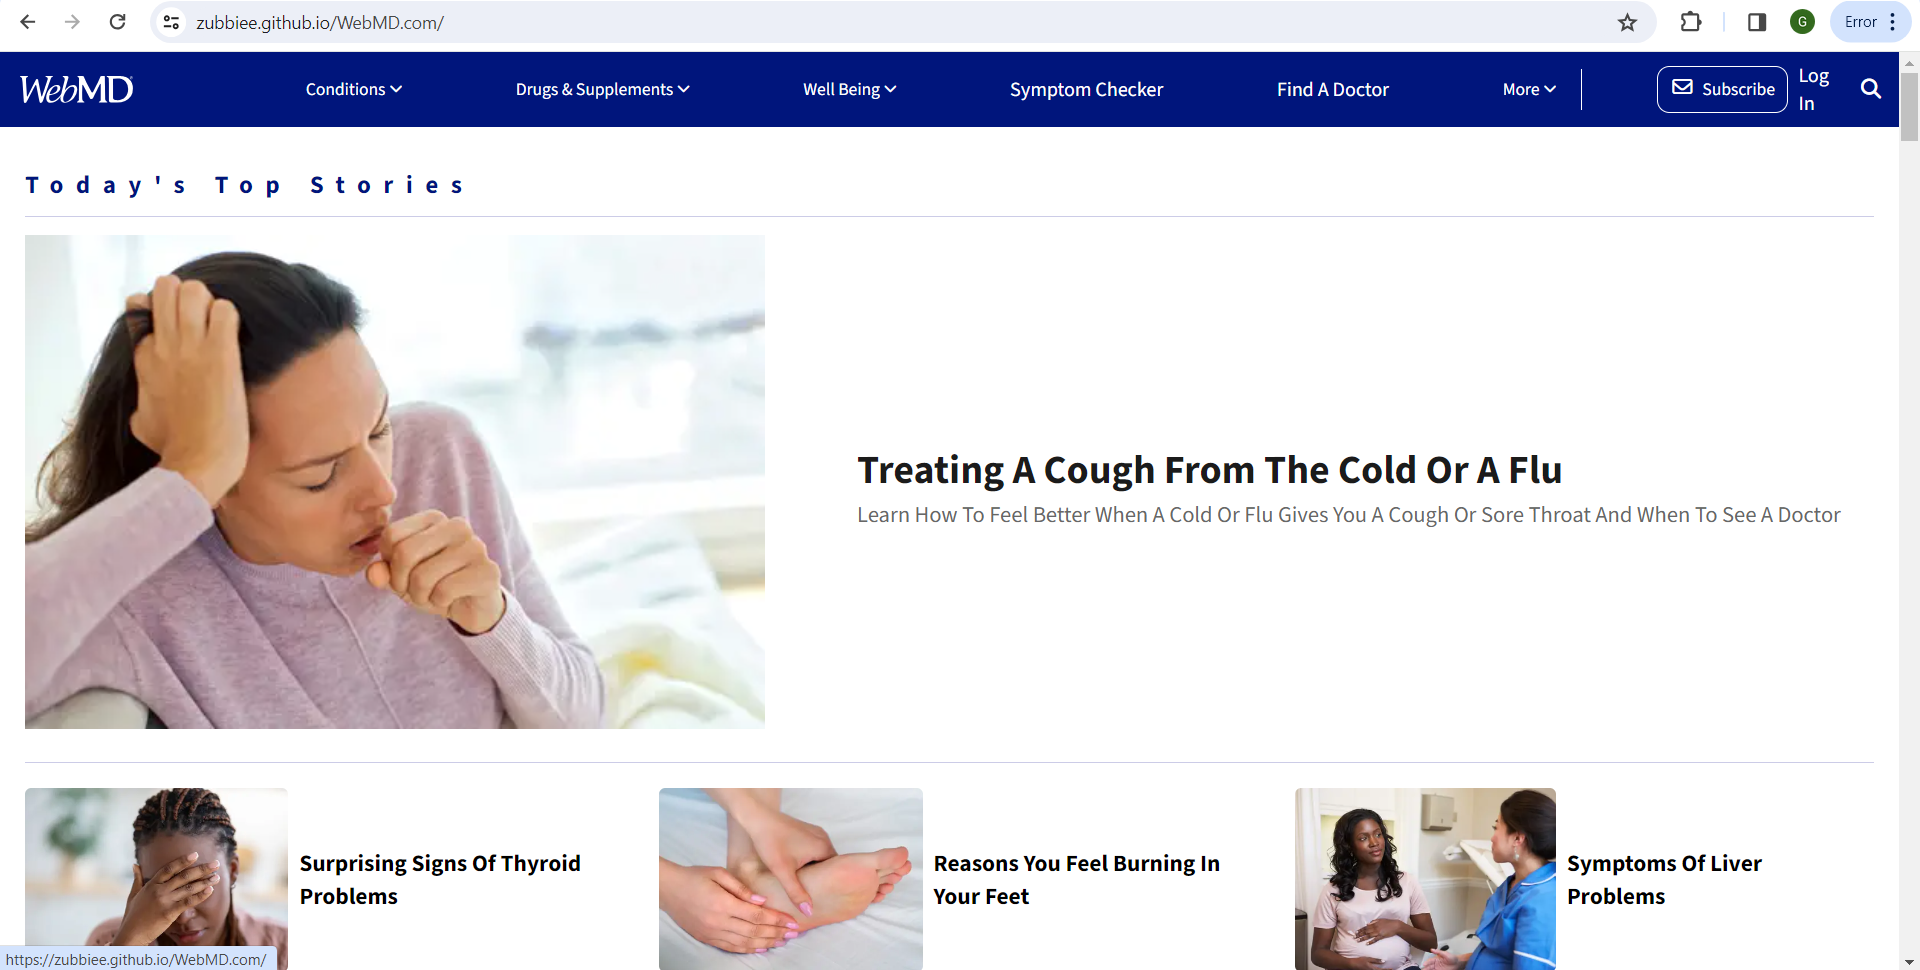 zubbiee.github.io/WebMD.com/
G
Error
WebMD
Conditions
Drugs & Supplements
Well Being
Symptom Checker
Find A Doctor
More
Subscribe
Log
In
Today's Top Stories
Treating A Cough From The Cold Or A Flu
Learn How To Feel Better When A Cold Or Flu Gives You A Cough Or Sore Throat And When To See A Doctor
Surprising Signs Of Thyroid
Problems
Reasons You Feel Burning In
Your Feet
Symptoms Of Liver
Problems
https://zubbiee.github.io/WebMD.com/